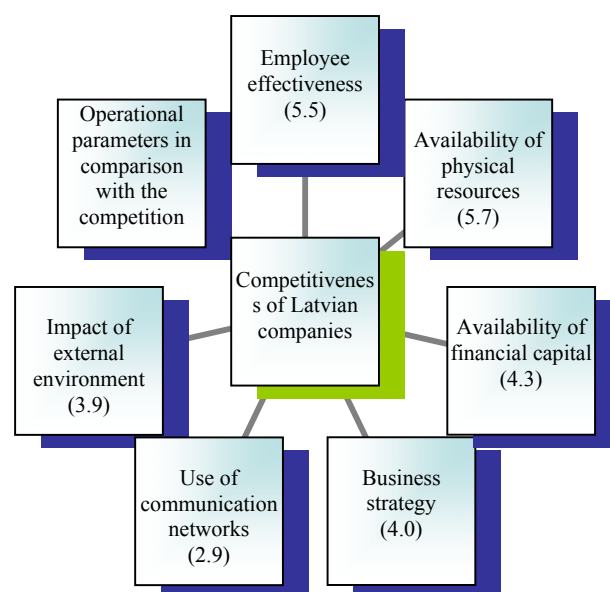 Employee
effectiveness
(5.5)
Operational
parameters in
comparison
with the
competition
Availability of
physical
resources
(5.7)
Competitivenes
s of Latvian
companies
Impact of
external
environment
(3.9)
Availability of
financial capital
(4.3)
Use of
communication
networks
(2.9)
Business
strategy
(4.0)